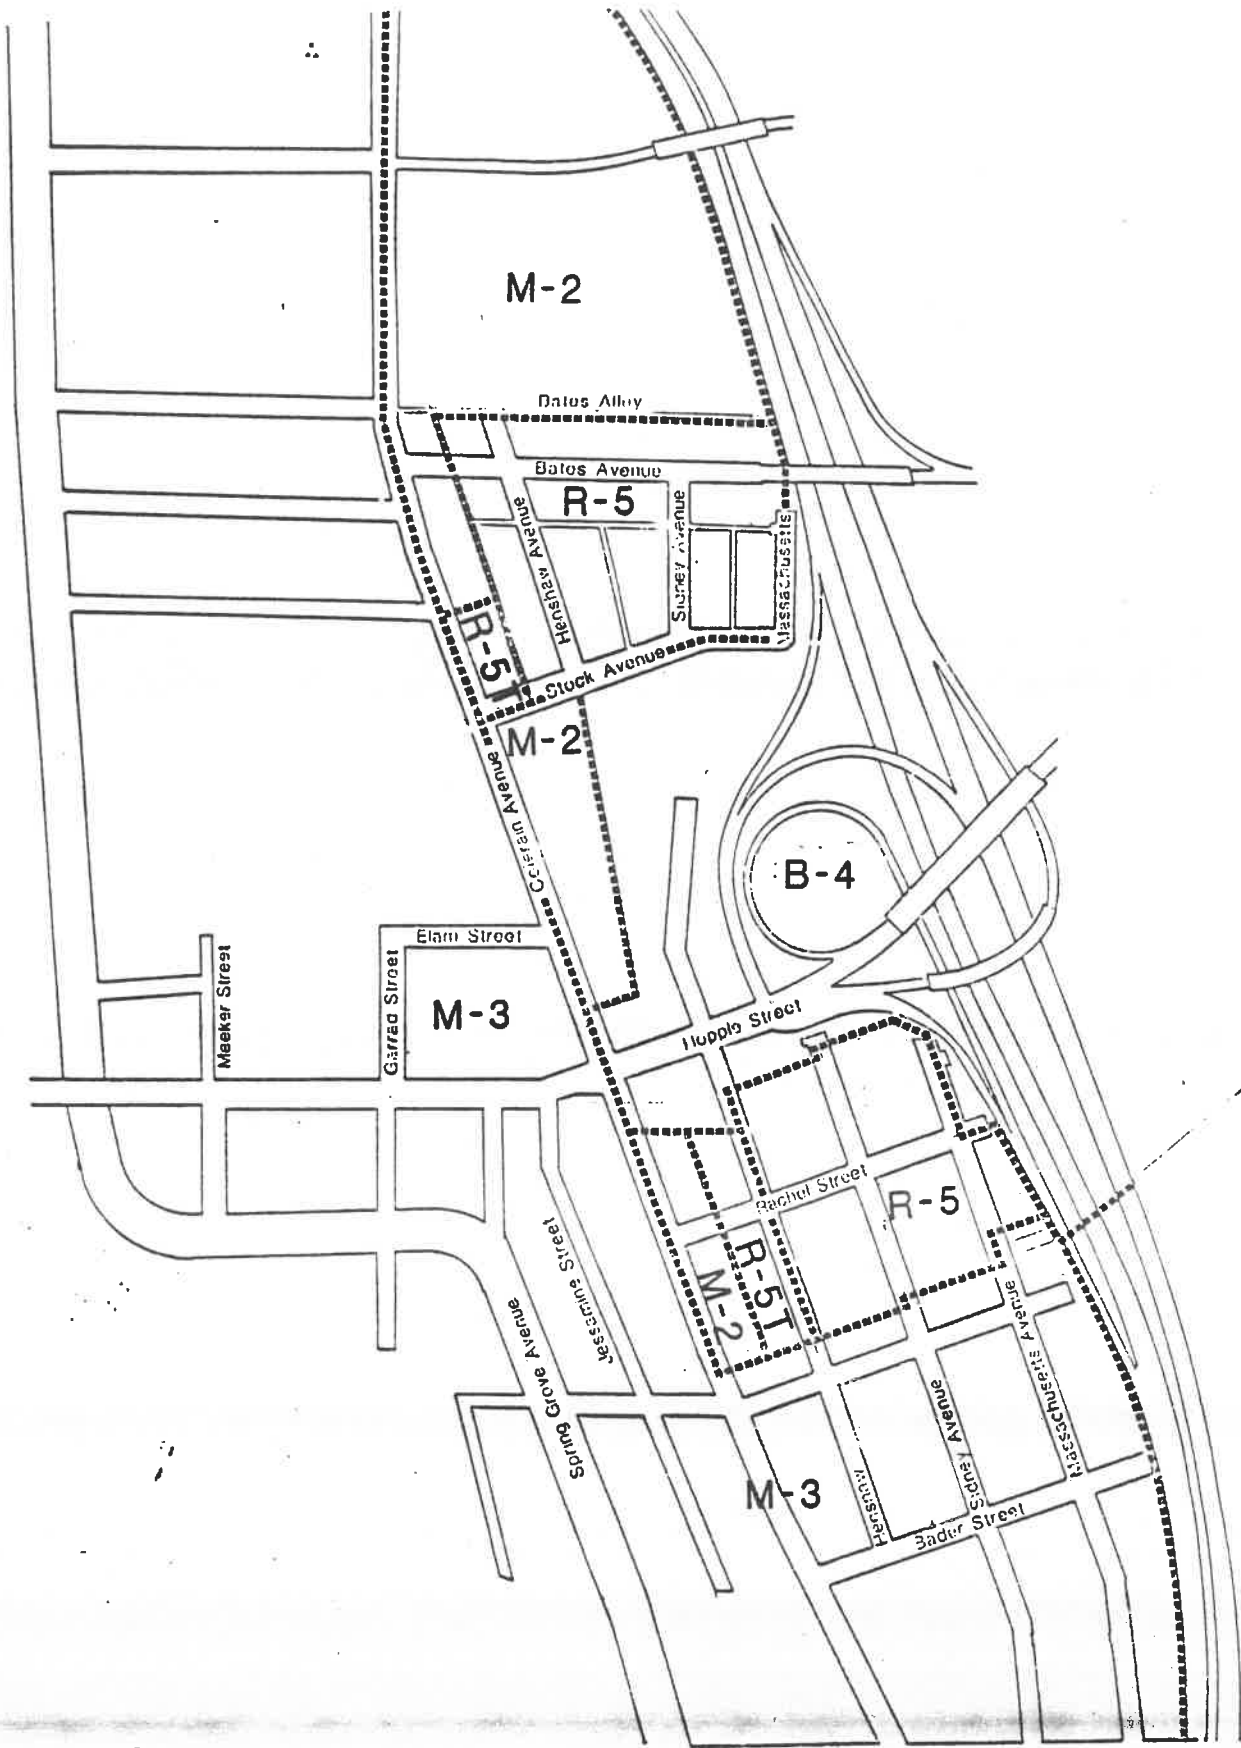 M-2
Bates Alley
Bates Avenue
R-5
Henshaw Avenue
Sidney Avenue
Massachusetts
R-5T
Stock Avenue
M-2
Colerain Avenue
B-4
Elam Street
Meeker Street
Garrad Street
M-3
Hopple Street
Rachel Street
R-5
R-5T
M-2
Jessamine Street
Spring Grove Avenue
Massachusetts Avenue
Sidney Avenue
M-3
Henshaw
Bader Street